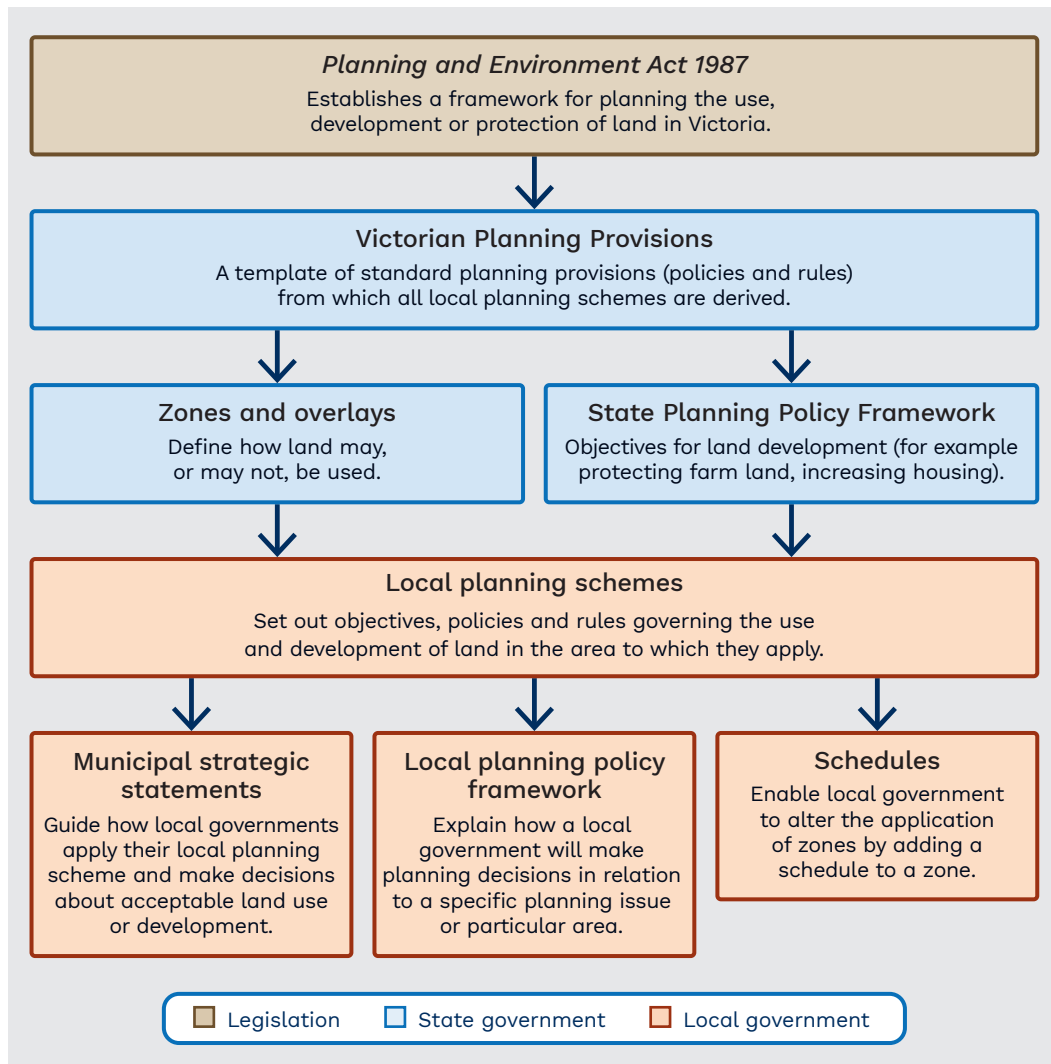 Planning and Environment Act 1987
Establishes a framework for planning the use,
development or protection of land in Victoria.
Victorian Planning Provisions
A template of standard planning provisions (policies and rules)
from which all local planning schemes are derived.
Zones and overlays
Define how land may,
or may not, be used.
State Planning Policy Framework
Objectives for land development (for example
protecting farm land, increasing housing).
Local planning schemes
Set out objectives, policies and rules governing the use
and development of land in the area to which they apply.
Municipal strategic
statements
Guide how local governments
apply their local planning
scheme and make decisions
about acceptable land use
or development.
Local planning policy
framework
Explain how a local
government will make
planning decisions in relation
to a specific planning issue
or particular area.
Schedules
Enable local government
to alter the application
of zones by adding a
schedule to a zone.
Legislation
State government
Local government